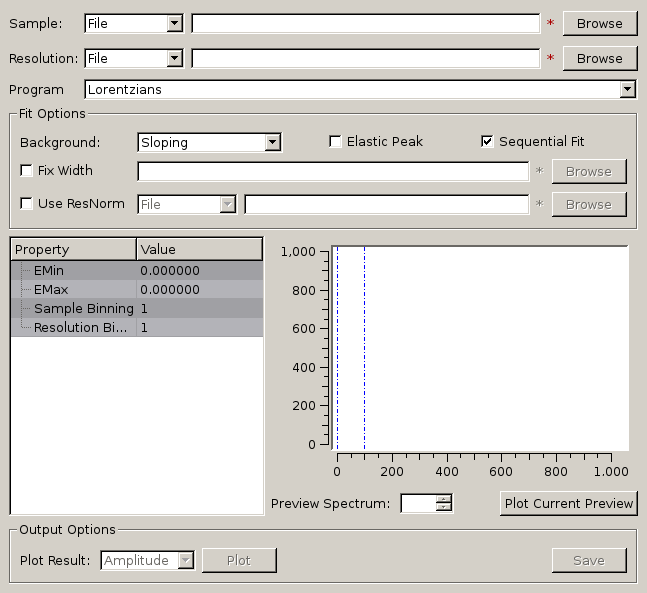 Sample: File * Browse
Resolution: File * Browse
Program Lorentzians
Fit Options
Background: Sloping Elastic Peak Sequential Fit
Fix Width * Browse
Use ResNorm File * Browse
Property Value
EMin 0.000000
EMax 0.000000
Sample Binning 1
Resolution Bi... 1
1,000
800
600
400
200
0
0 200 400 600 800 1.000
Preview Spectrum: Plot Current Preview
Output Options
Plot Result: Amplitude Plot Save